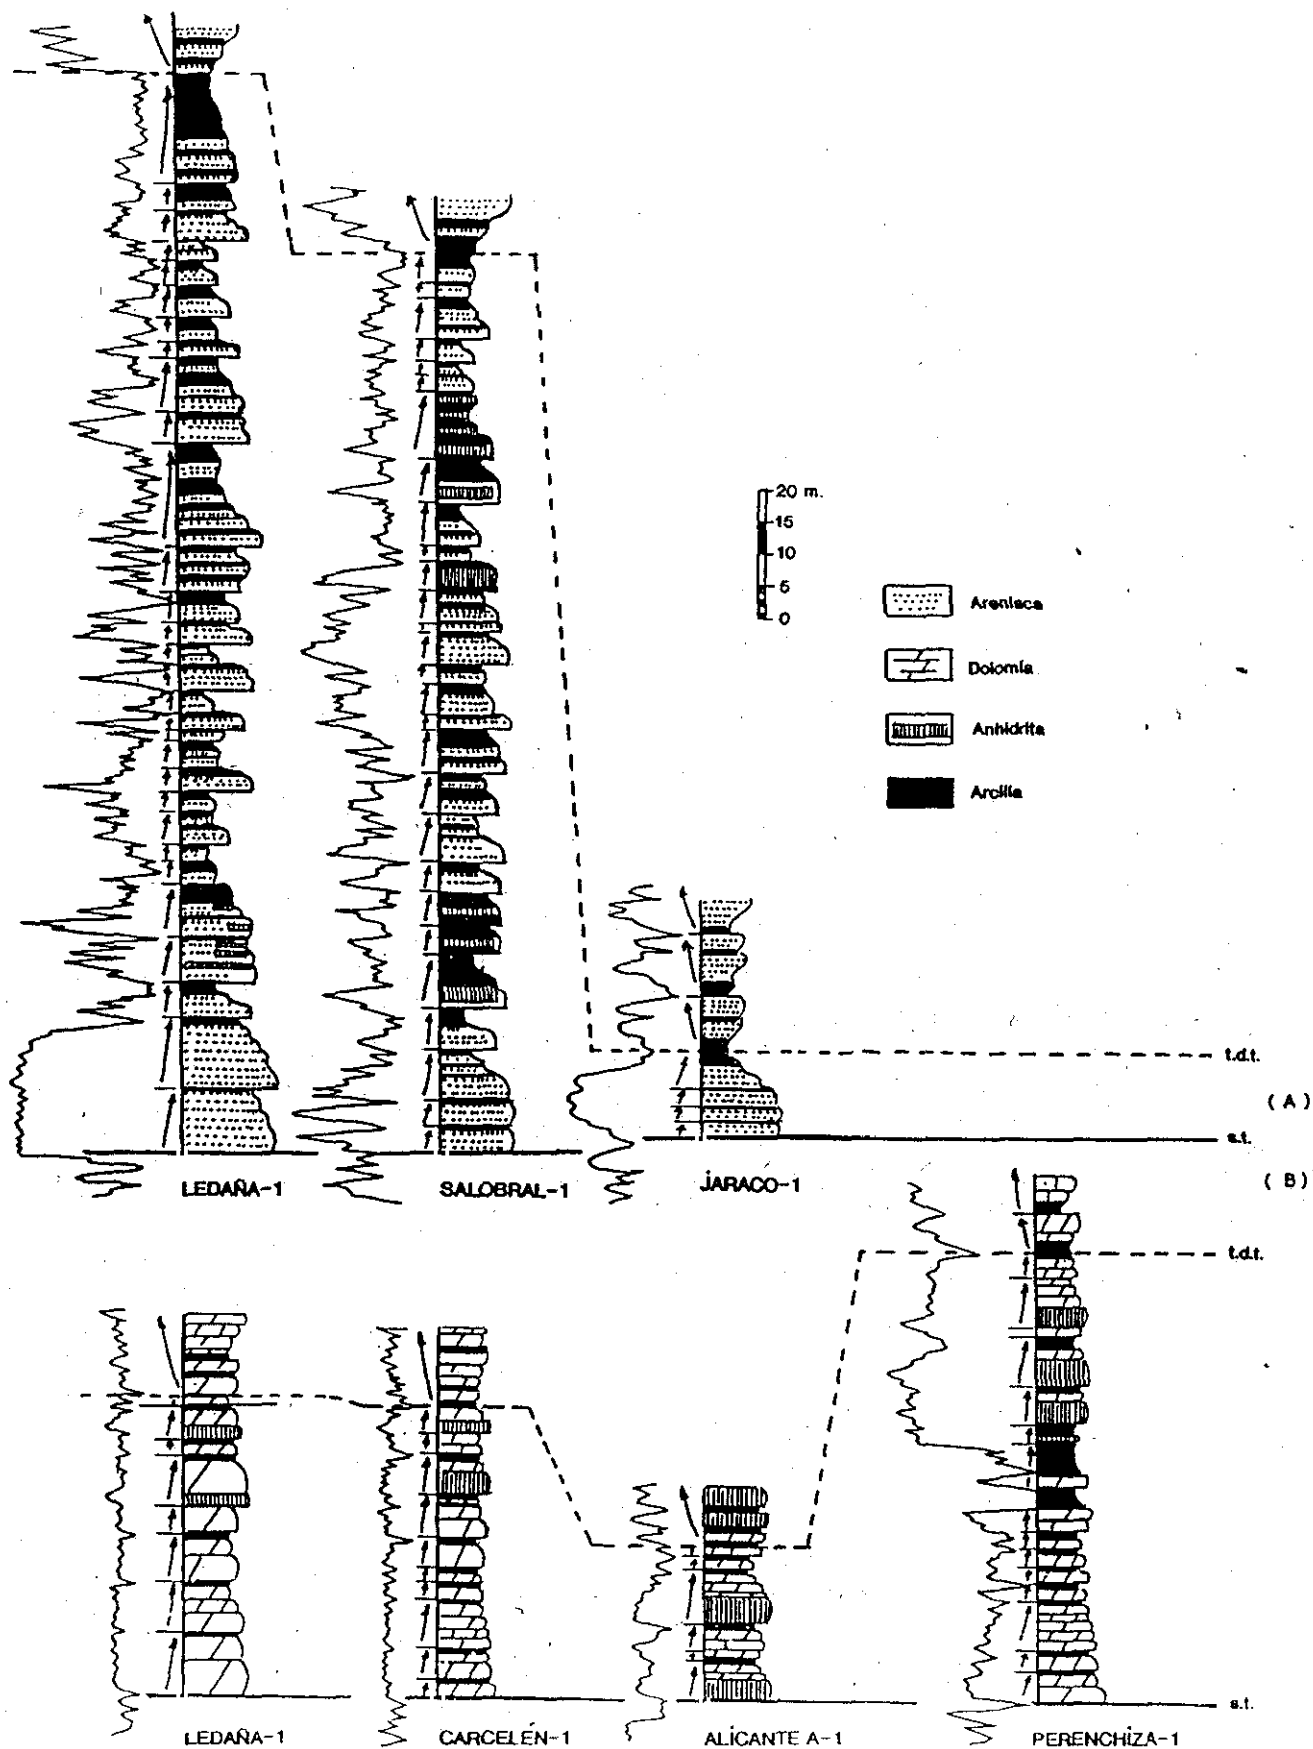 20 m.
15
10
5
0
Arenisca
Dolomía
Anhidrita
Arcilla
t.d.t.
(A)
s.t.
LEDAÑA-1
SALOBRAL-1
JARACO-1
(B)
t.d.t.
s.t.
LEDAÑA-1
CARCELÉN-1
ALICANTE A-1
PERENCHIZA-1